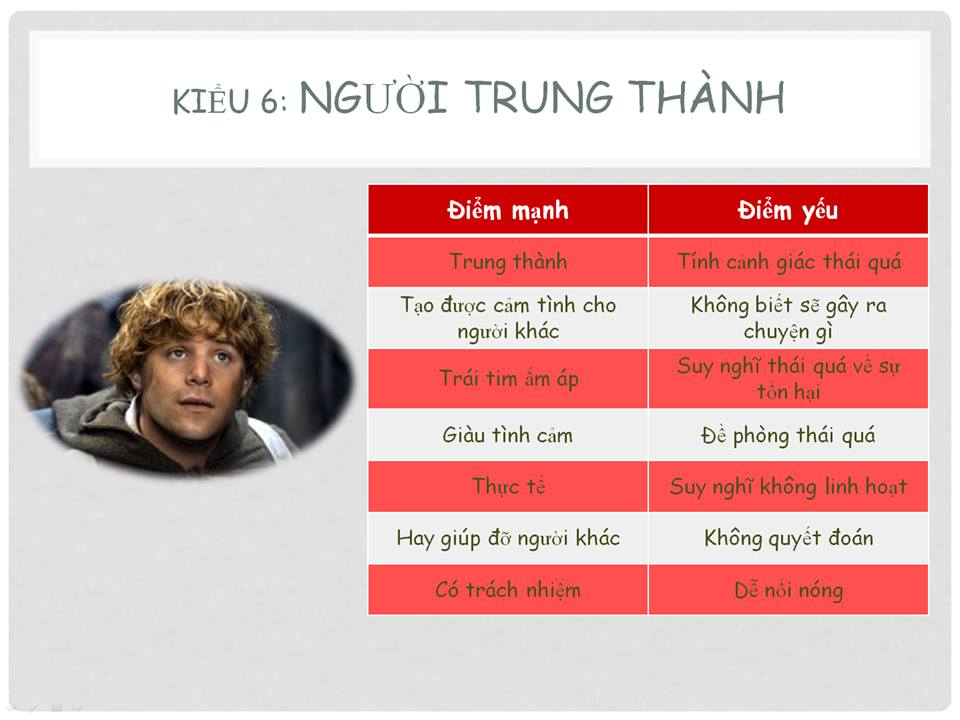 KIỂU 6: NGƯỜI TRUNG THÀNH
Điểm mạnh Điểm yếu
Trung thành Tính cảnh giác thái quá
Tạo được cảm tình cho Không biết sẽ gây ra
người khác chuyện gì
Trái tim ấm áp Suy nghĩ thái quá về sự
tổn hại
Giàu tình cảm Đề phòng thái quá
Thực tế Suy nghĩ không linh hoạt
Hay giúp đỡ người khác Không quyết đoán
Có trách nhiệm Dễ nổi nóng